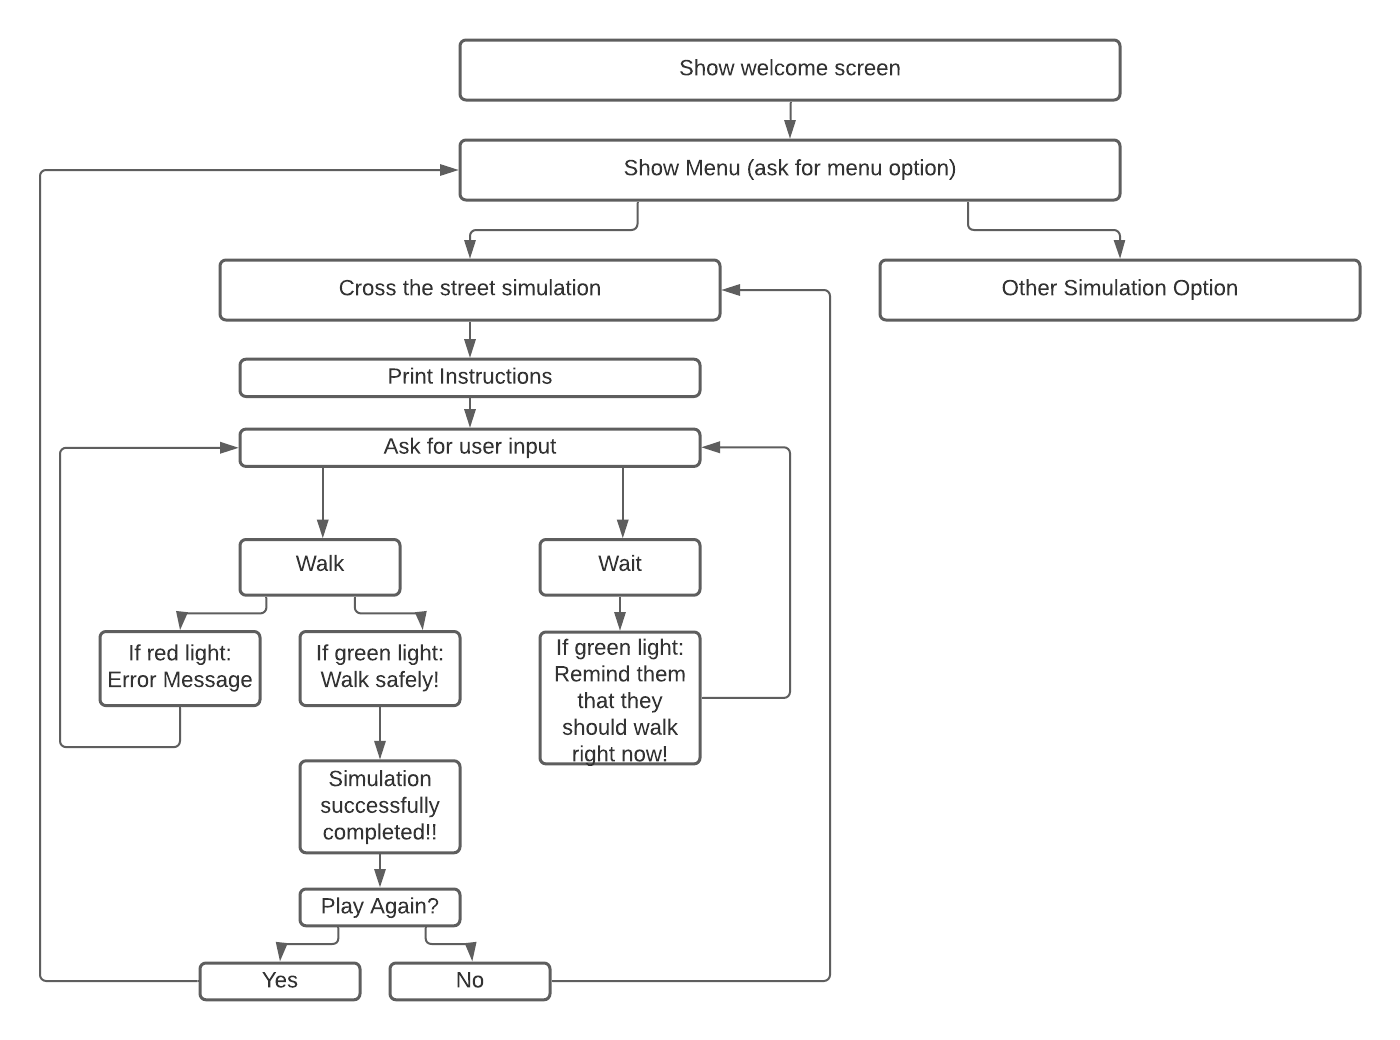 Show welcome screen
Show Menu (ask for menu option)
Cross the street simulation
Other Simulation Option
Print Instructions
Ask for user input
Walk
Wait
If red light:
Error Message
If green light:
Walk safely!
If green light:
Remind them
that they
should walk
right now!
Simulation
successfully
completed!!
Play Again?
Yes
No